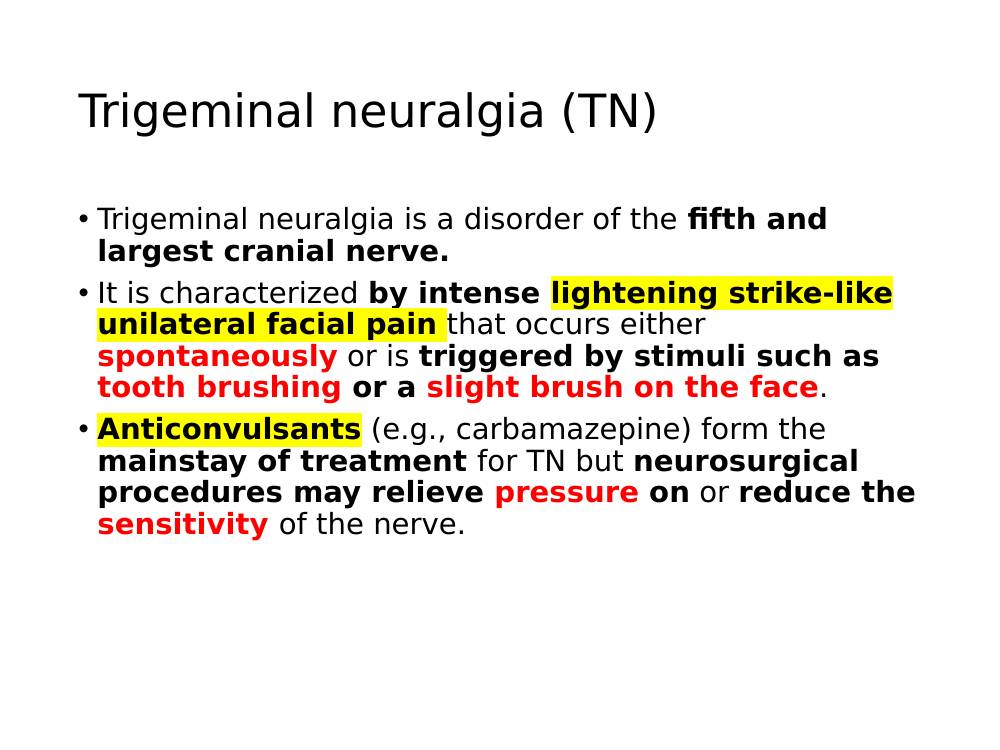 Trigeminal neuralgia (TN)
• Trigeminal neuralgia is a disorder of the fifth and
largest cranial nerve.
• It is characterized by intense lightening strike-like
unilateral facial pain that occurs either
spontaneously or is triggered by stimuli such as
tooth brushing or a slight brush on the face.
• Anticonvulsants (e.g., carbamazepine) form the
mainstay of treatment for TN but neurosurgical
procedures may relieve pressure on or reduce the
sensitivity of the nerve.